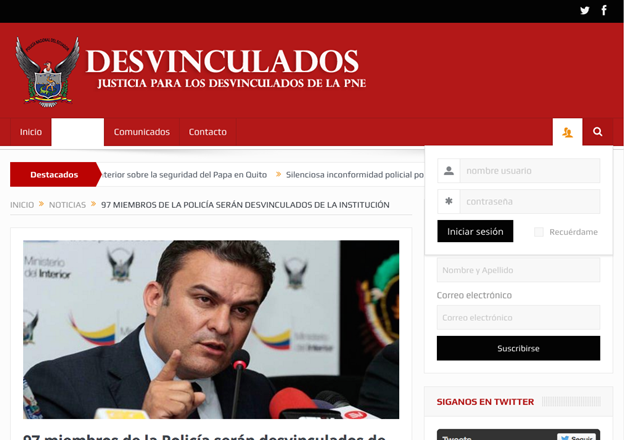 DESVINCULADOS
JUSTICIA PARA LOS DESVINCULADOS DE LA PNE
Inicio
Comunicados
Contacto
Destacados
terior sobre la seguridad del Papa en Quito
Silenciosa inconformidad policial po
nombre usuario
contraseña
Iniciar sesión
Recuérdame
INICIO
NOTICIAS
97 MIEMBROS DE LA POLICÍA SERÁN DESVINCULADOS DE LA INSTITUCIÓN
Ministerio
del Interior
Ministerio
del Interior
Nombre y Apellido
Correo electrónico
Correo electrónico
Suscribirse
SIGANOS EN TWITTER
Tweets
Seguir
97 miembros de la Policía serán desvinculados de